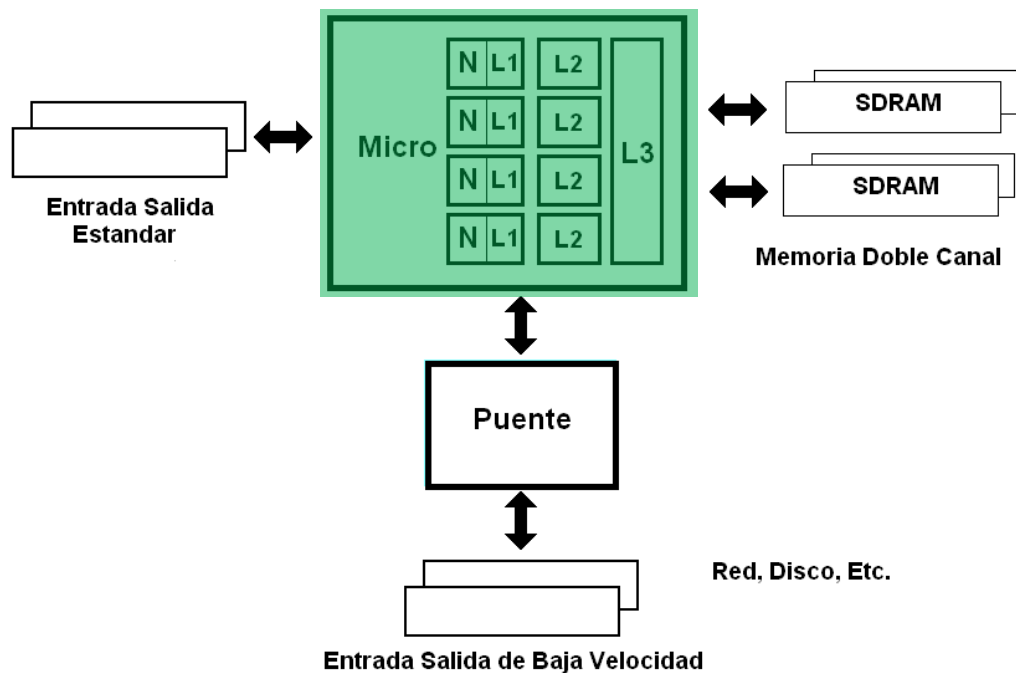 N L1 L2
SDRAM
N L1 L2
Micro
L3
N L1 L2
SDRAM
Entrada Salida
Estandar
N L1 L2
Memoria Doble Canal
Puente
Red, Disco, Etc.
Entrada Salida de Baja Velocidad